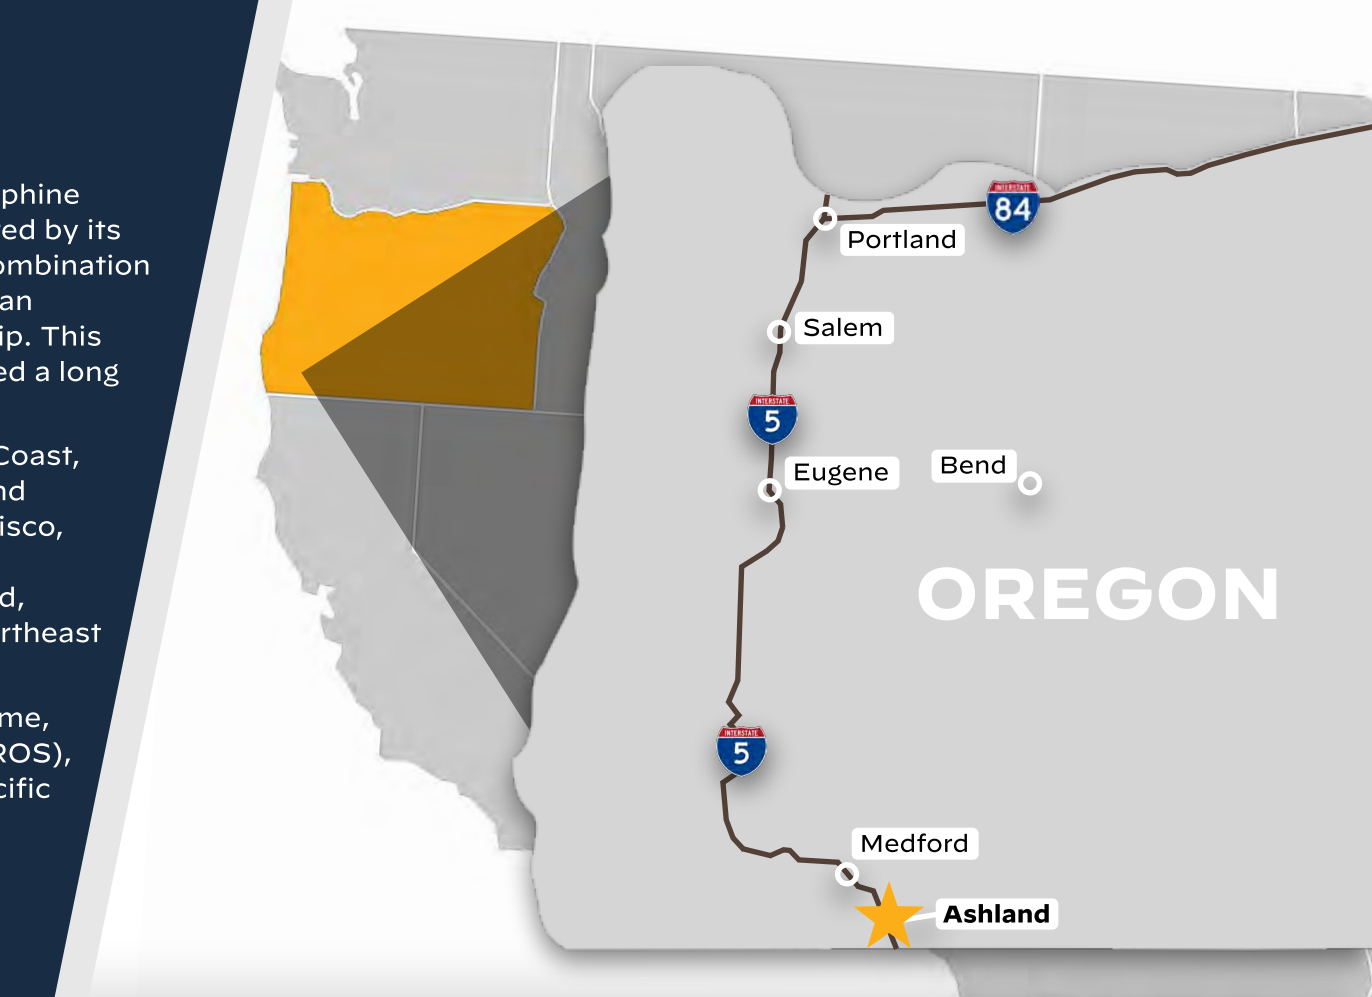 phine
ed by its
ombination
an
ip. This
ed a long
Coast,
nd
isco,
d,
rtheast
me,
ROS),
cific
INTERSTATE
84
Portland
Salem
INTERSTATE
5
Eugene
Bend
OREGON
INTERSTATE
5
Medford
Ashland